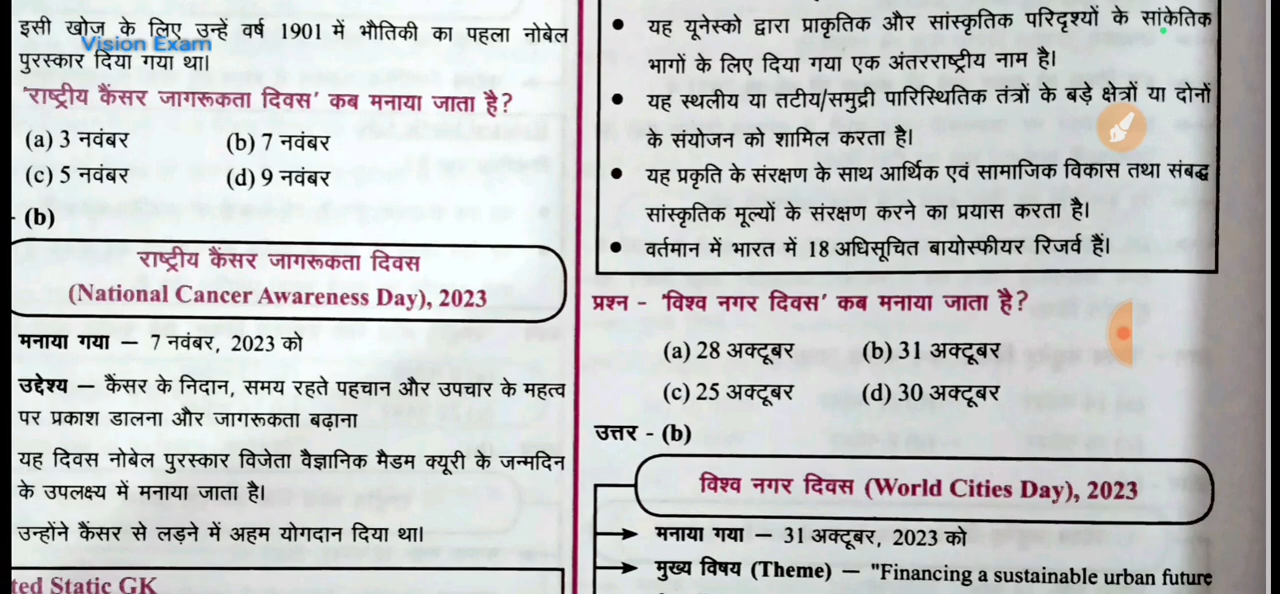 इसी खोज के लिए उन्हें वर्ष 1901 में भौतिकी का पहला नोबेल
Vision Exam
पुरस्कार दिया गया था।
'राष्ट्रीय कैंसर जागरूकता दिवस' कब मनाया जाता है?
(a) 3 नवंबर (b) 7 नवंबर
(c) 5 नवंबर (d) 9 नवंबर
- (b)
राष्ट्रीय कैंसर जागरूकता दिवस
(National Cancer Awareness Day), 2023
मनाया गया — 7 नवंबर, 2023 को
उद्देश्य — कैंसर के निदान, समय रहते पहचान और उपचार के महत्व
पर प्रकाश डालना और जागरूकता बढ़ाना
यह दिवस नोबेल पुरस्कार विजेता वैज्ञानिक मैडम क्यूरी के जन्मदिन
के उपलक्ष्य में मनाया जाता है।
उन्होंने कैंसर से लड़ने में अहम योगदान दिया था।
ted Static GK
• यह यूनेस्को द्वारा प्राकृतिक और सांस्कृतिक परिदृश्यों के सांकेतिक
भागों के लिए दिया गया एक अंतरराष्ट्रीय नाम है।
• यह स्थलीय या तटीय/समुद्री पारिस्थितिक तंत्रों के बड़े क्षेत्रों या दोनों
के संयोजन को शामिल करता है।
• यह प्रकृति के संरक्षण के साथ आर्थिक एवं सामाजिक विकास तथा संबद्ध
सांस्कृतिक मूल्यों के संरक्षण करने का प्रयास करता है।
• वर्तमान में भारत में 18 अधिसूचित बायोस्फीयर रिजर्व हैं।
प्रश्न - 'विश्व नगर दिवस' कब मनाया जाता है?
(a) 28 अक्टूबर (b) 31 अक्टूबर
(c) 25 अक्टूबर (d) 30 अक्टूबर
उत्तर - (b)
विश्व नगर दिवस (World Cities Day), 2023
मनाया गया — 31 अक्टूबर, 2023 को
मुख्य विषय (Theme) — "Financing a sustainable urban future